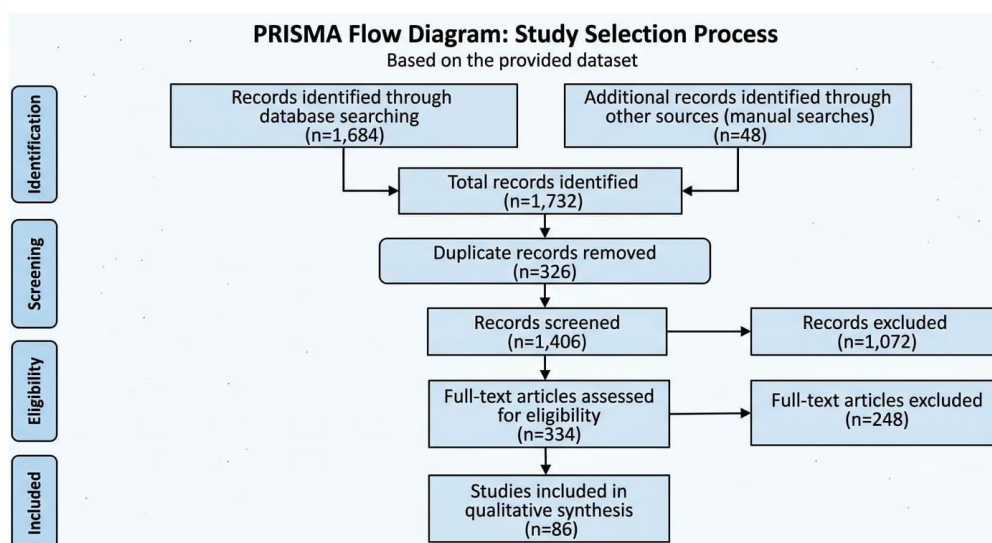 PRISMA Flow Diagram: Study Selection Process
Based on the provided dataset
Identification
Records identified through
database searching
(n=1,684)
Additional records identified through
other sources (manual searches)
(n=48)
Total records identified
(n=1,732)
Screening
Duplicate records removed
(n=326)
Records screened
(n=1,406)
Records excluded
(n=1,072)
Eligibility
Full-text articles assessed
for eligibility
(n=334)
Full-text articles excluded
(n=248)
Included
Studies included in
qualitative synthesis
(n=86)